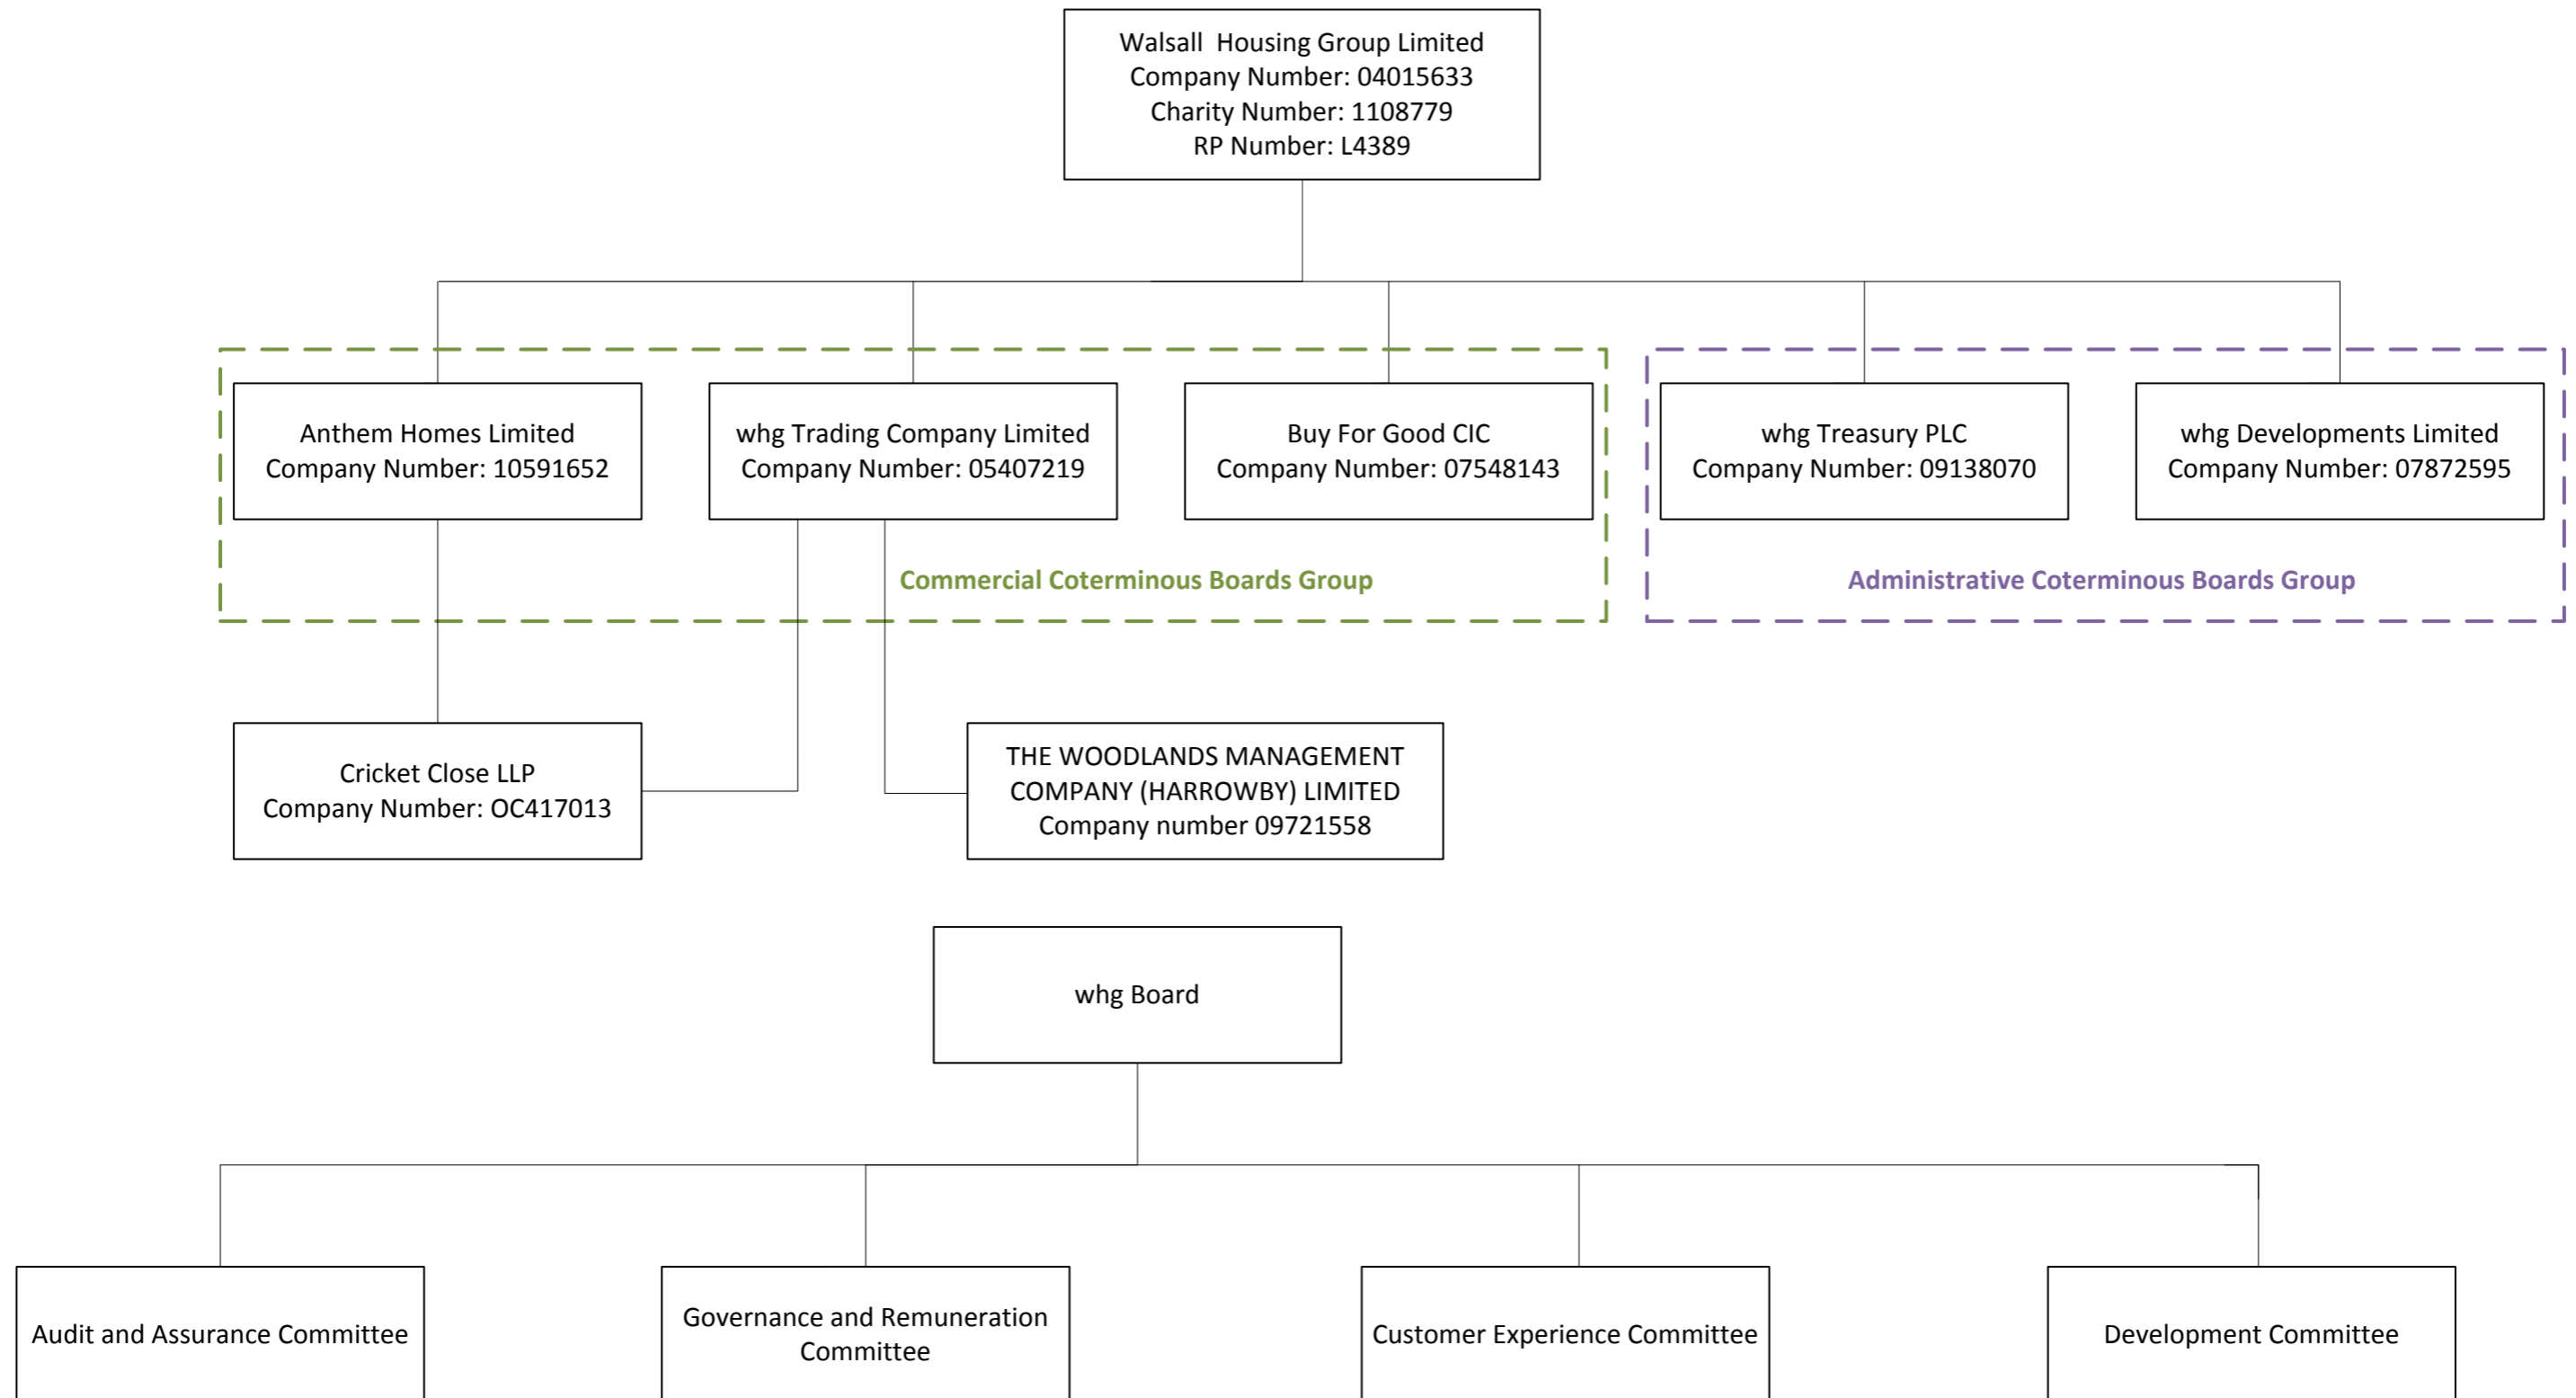 Walsall Housing Group Limited
Company Number: 04015633
Charity Number: 1108779
RP Number: L4389
Anthem Homes Limited
Company Number: 10591652
whg Trading Company Limited
Company Number: 05407219
Buy For Good CIC
Company Number: 07548143
whg Treasury PLC
Company Number: 09138070
whg Developments Limited
Company Number: 07872595
Commercial Coterminous Boards Group
Administrative Coterminous Boards Group
Cricket Close LLP
Company Number: OC417013
THE WOODLANDS MANAGEMENT
COMPANY (HARROWBY) LIMITED
Company number 09721558
whg Board
Audit and Assurance Committee
Governance and Remuneration
Committee
Customer Experience Committee
Development Committee